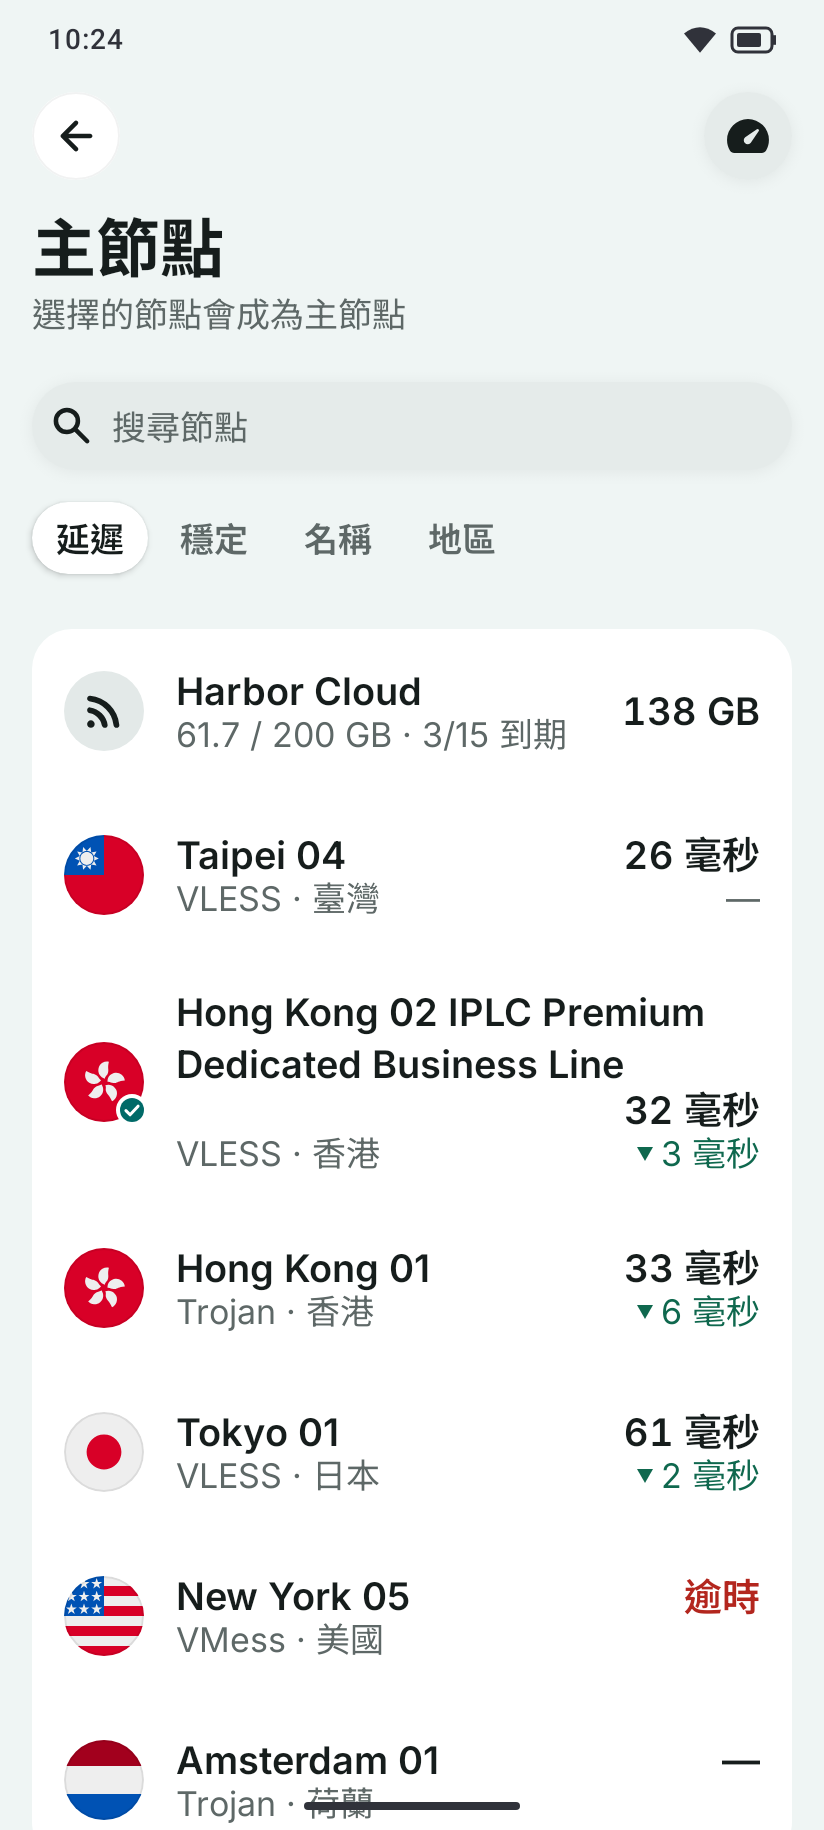 10:24
主節點
選擇的節點會成為主節點
搜尋節點
延遲 穩定 名稱 地區
Harbor Cloud
61.7 / 200 GB · 3/15 到期
138 GB
Taipei 04
VLESS · 臺灣
26 毫秒
—
Hong Kong 02 IPLC Premium
Dedicated Business Line
VLESS · 香港
32 毫秒
▼3 毫秒
Hong Kong 01
Trojan · 香港
33 毫秒
▼6 毫秒
Tokyo 01
VLESS · 日本
61 毫秒
▼2 毫秒
New York 05
VMess · 美國
逾時
Amsterdam 01
Trojan · 荷蘭
—